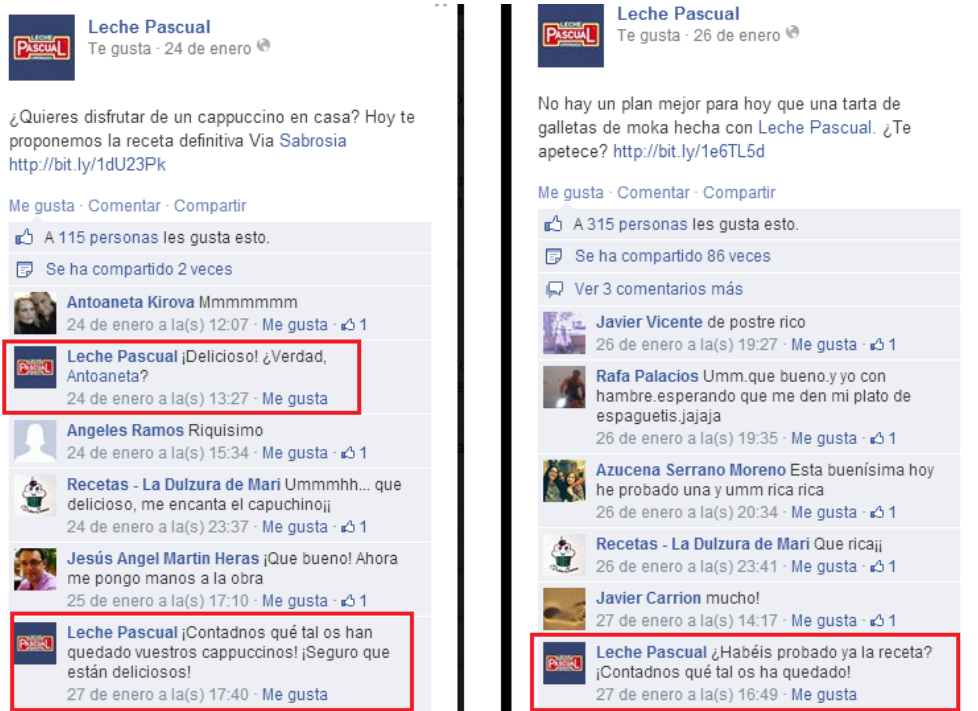 LECHE
PASCUAL
Leche Pascual
Te gusta · 24 de enero
¿Quieres disfrutar de un cappuccino en casa? Hoy te
proponemos la receta definitiva Via Sabrosia
http://bit.ly/1dU23Pk
Me gusta · Comentar · Compartir
A 115 personas les gusta esto.
Se ha compartido 2 veces
Antoaneta Kirova Mmmmmmm
24 de enero a la(s) 12:07 · Me gusta · 1
PASCUAL
Leche Pascual ¡Delicioso! ¿Verdad,
Antoaneta?
24 de enero a la(s) 13:27 · Me gusta
Angeles Ramos Riquisimo
24 de enero a la(s) 15:34 · Me gusta · 1
Recetas - La Dulzura de Mari Ummmhh... que
delicioso, me encanta el capuchino¡¡
24 de enero a la(s) 23:37 · Me gusta · 1
Jesús Angel Martin Heras ¡Que bueno! Ahora
me pongo manos a la obra
25 de enero a la(s) 17:10 · Me gusta · 1
PASCUAL
Leche Pascual ¡Contadnos qué tal os han
quedado vuestros cappuccinos! ¡Seguro que
están deliciosos!
27 de enero a la(s) 17:40 · Me gusta
LECHE
PASCUAL
Leche Pascual
Te gusta · 26 de enero
No hay un plan mejor para hoy que una tarta de
galletas de moka hecha con Leche Pascual. ¿Te
apetece? http://bit.ly/1e6TL5d
Me gusta · Comentar · Compartir
A 315 personas les gusta esto.
Se ha compartido 86 veces
Ver 3 comentarios más
Javier Vicente de postre rico
26 de enero a la(s) 19:27 · Me gusta · 1
Rafa Palacios Umm.que bueno.y yo con
hambre.esperando que me den mi plato de
espaguetis.jajaja
26 de enero a la(s) 19:35 · Me gusta · 1
Azucena Serrano Moreno Esta buenísima hoy
he probado una y umm rica rica
26 de enero a la(s) 20:34 · Me gusta · 1
Recetas - La Dulzura de Mari Que rica¡¡
26 de enero a la(s) 23:41 · Me gusta · 1
Javier Carrion mucho!
27 de enero a la(s) 14:17 · Me gusta · 1
PASCUAL
Leche Pascual ¿Habéis probado ya la receta?
¡Contadnos qué tal os ha quedado!
27 de enero a la(s) 16:49 · Me gusta